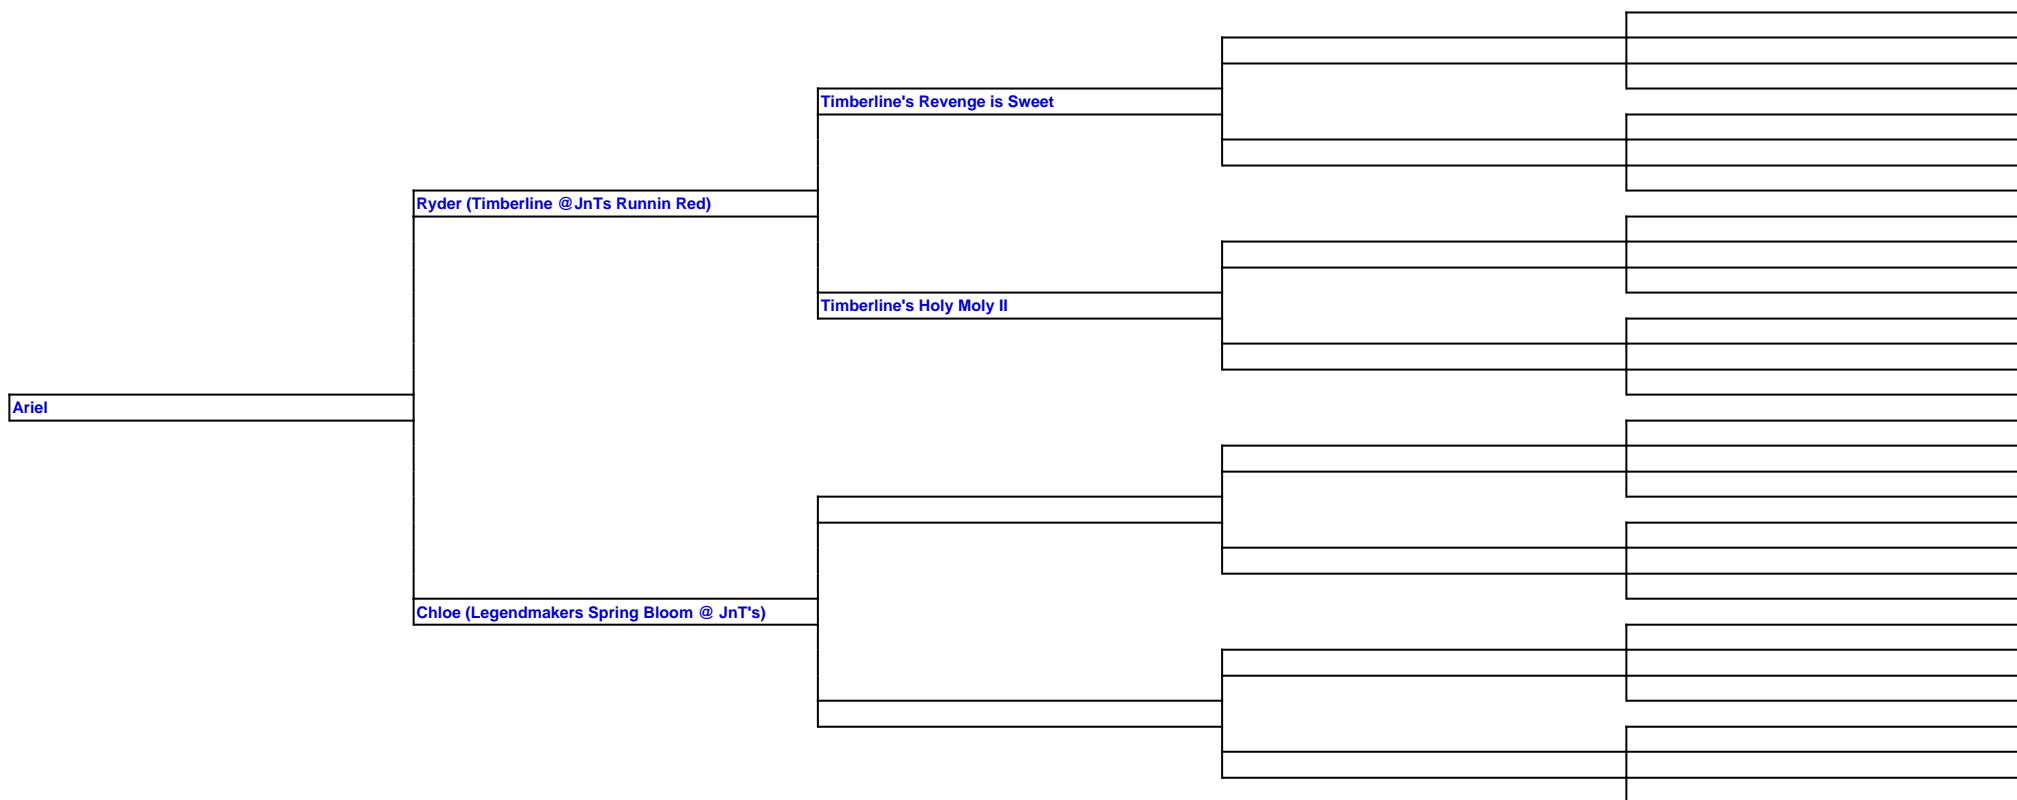 Timberline's Revenge is Sweet
Ryder (Timberline @JnTs Runnin Red)
Timberline's Holy Moly II
Ariel
Chloe (Legendmakers Spring Bloom @ JnT's)